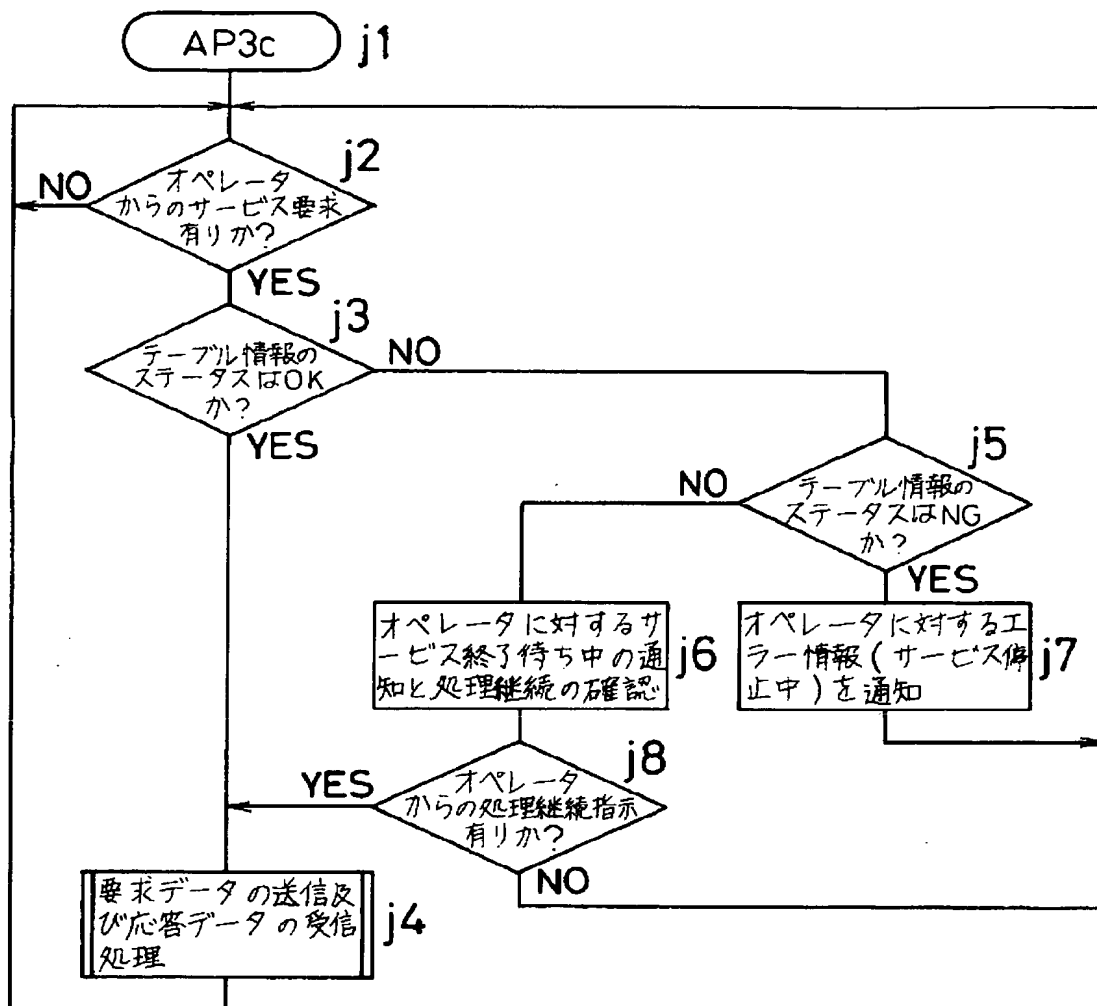 AP3c
j1
j2
オペレータ
からのサービス要求
有りか?
NO
YES
j3
テーブル情報の
ステータスはOK
か?
NO
YES
j5
テーブル情報の
ステータスはNG
か?
NO
YES
オペレータに対するサ
ービス終了待ち中の通
知と処理継続の確認
j6
オペレータに対するエ
ラー情報(サービス停
止中)を通知
j7
j8
オペレータ
からの処理継続指示
有りか?
YES
NO
要求データの送信及
び応答データの受信
処理
j4